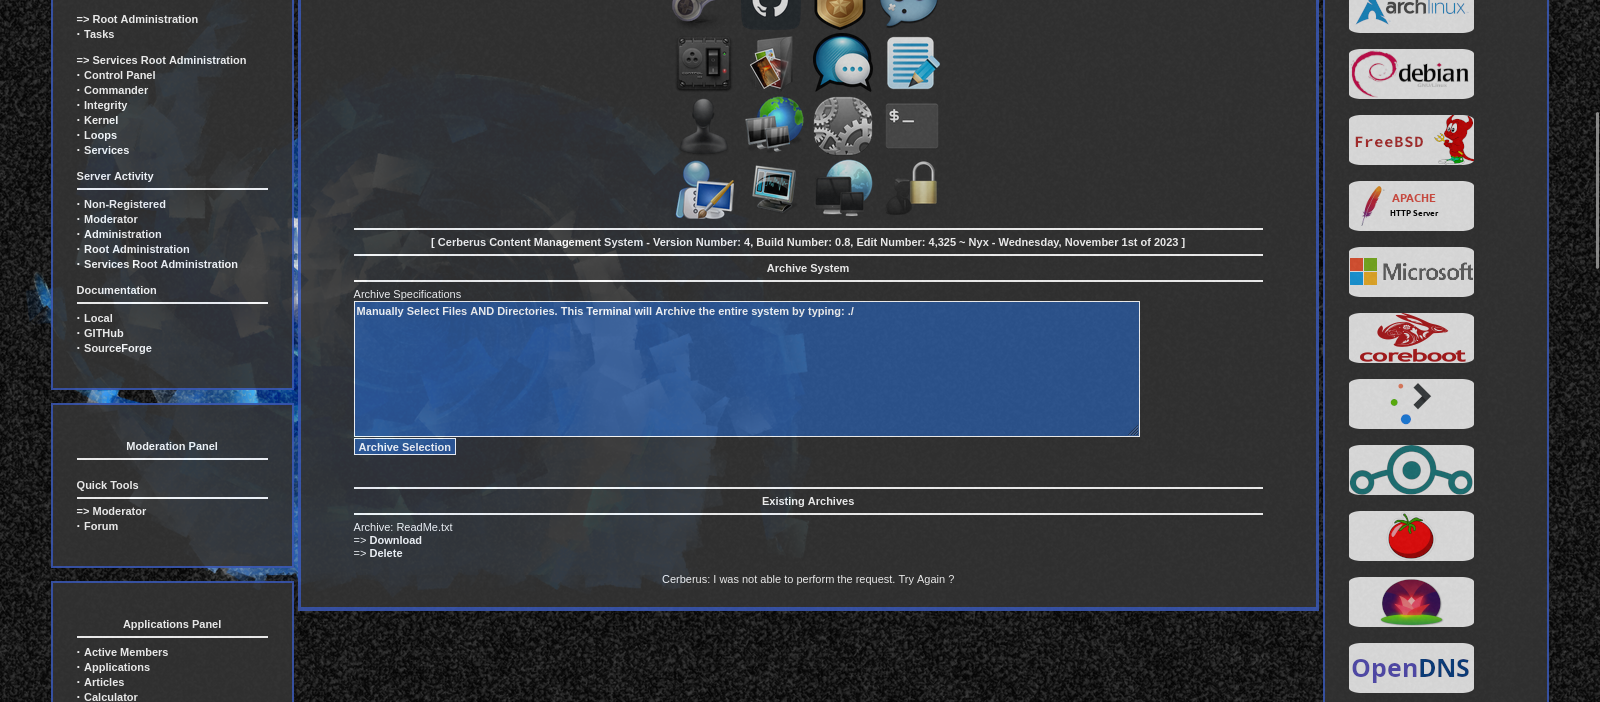 => Root Administration
· Tasks
=> Services Root Administration
· Control Panel
· Commander
· Integrity
· Kernel
· Loops
· Services
Server Activity
· Non-Registered
· Moderator
· Administration
· Root Administration
· Services Root Administration
Documentation
· Local
· GITHub
· SourceForge
Moderation Panel
Quick Tools
=> Moderator
· Forum
Applications Panel
· Active Members
· Applications
· Articles
· Calculator
$ _
[ Cerberus Content Management System - Version Number: 4, Build Number: 0.8, Edit Number: 4,325 ~ Nyx - Wednesday, November 1st of 2023 ]
Archive System
Archive Specifications
Manually Select Files AND Directories. This Terminal will Archive the entire system by typing: ./
Archive Selection
Existing Archives
Archive: ReadMe.txt
=> Download
=> Delete
Cerberus: I was not able to perform the request. Try Again ?
archlinux
debian
FreeBSD
APACHE
HTTP Server
Microsoft
coreboot
OpenDNS